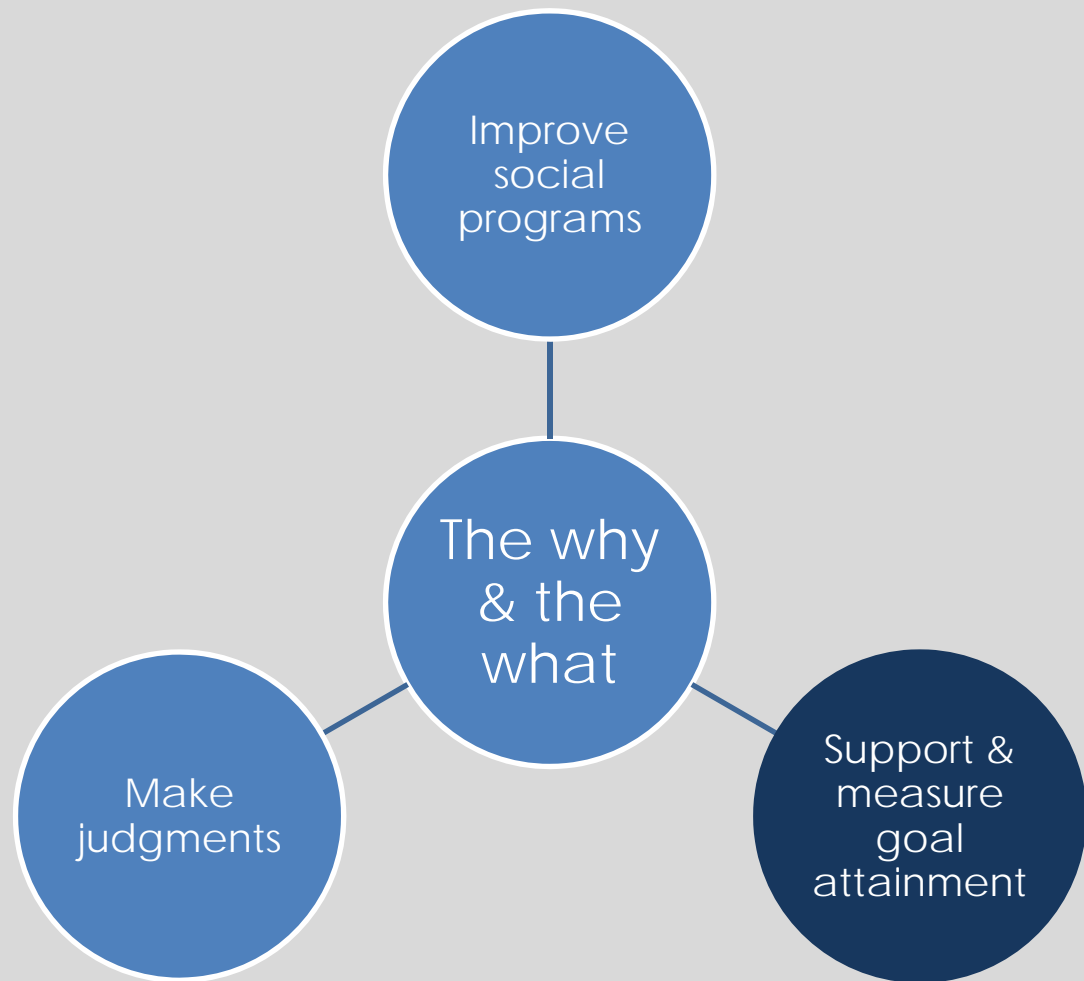 Improve
social
programs
The why
& the
what
Make
judgments
Support &
measure
goal
attainment